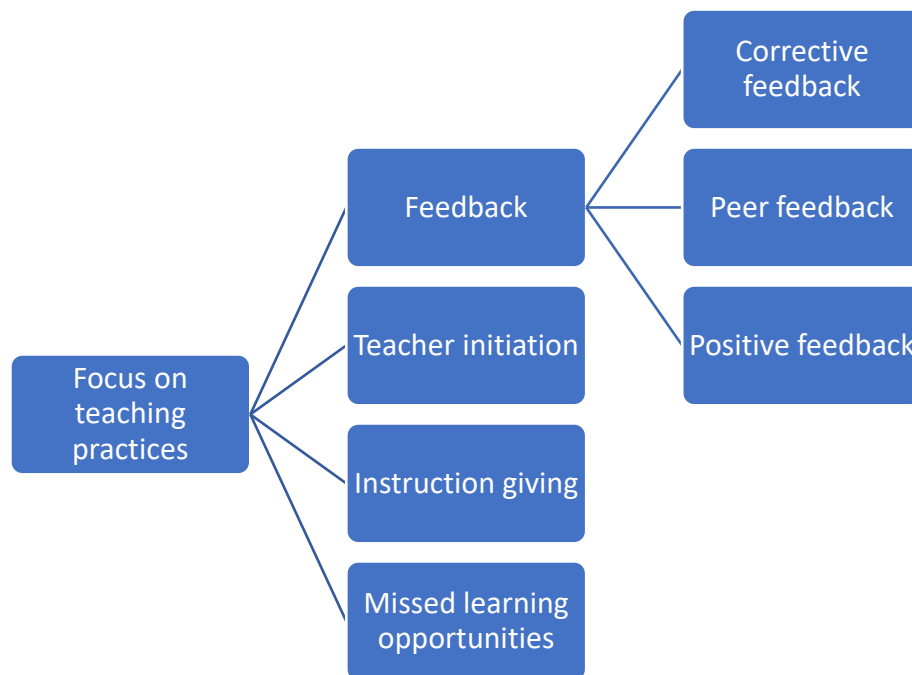 Focus on
teaching
practices
Feedback
Teacher initiation
Instruction giving
Missed learning
opportunities
Corrective
feedback
Peer feedback
Positive feedback